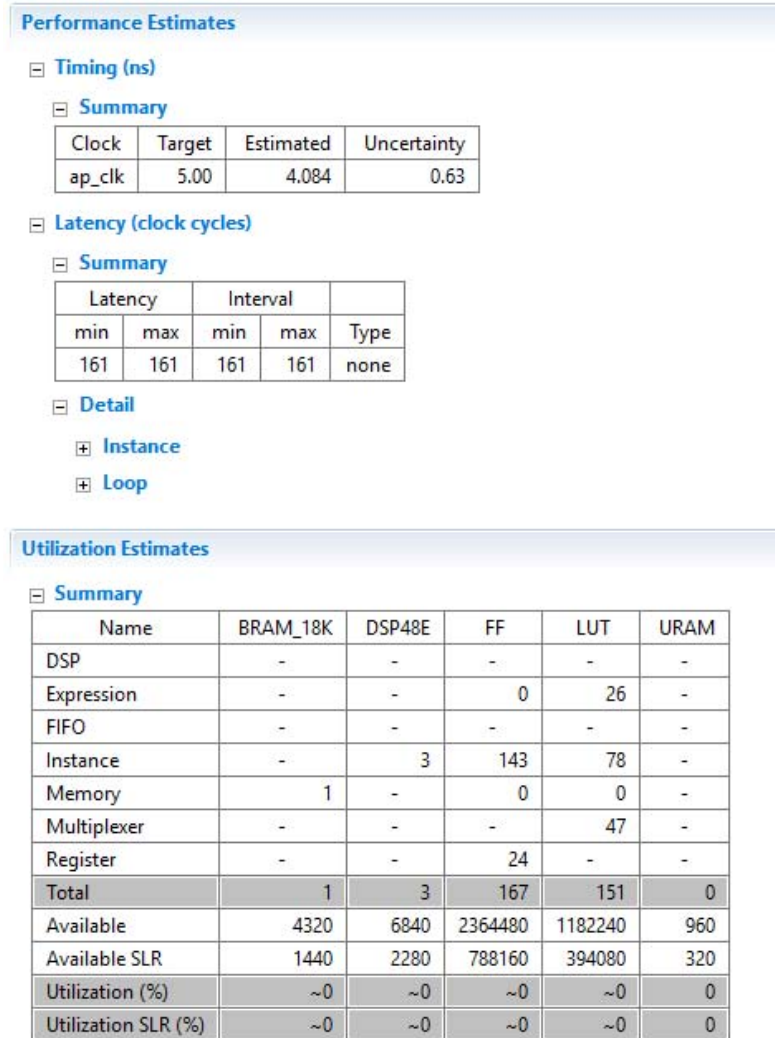 Performance Estimates
Timing (ns)
Summary
Clock Target Estimated Uncertainty
ap_clk 5.00 4.084 0.63
Latency (clock cycles)
Summary
Latency Interval
min max min max Type
161 161 161 161 none
Detail
Instance
Loop
Utilization Estimates
Summary
Name BRAM_18K DSP48E FF LUT URAM
DSP - - - - -
Expression - - 0 26 -
FIFO - - - - -
Instance - 3 143 78 -
Memory 1 - 0 0 -
Multiplexer - - - 47 -
Register - - 24 - -
Total 1 3 167 151 0
Available 4320 6840 2364480 1182240 960
Available SLR 1440 2280 788160 394080 320
Utilization (%) ~0 ~0 ~0 ~0 0
Utilization SLR (%) ~0 ~0 ~0 ~0 0